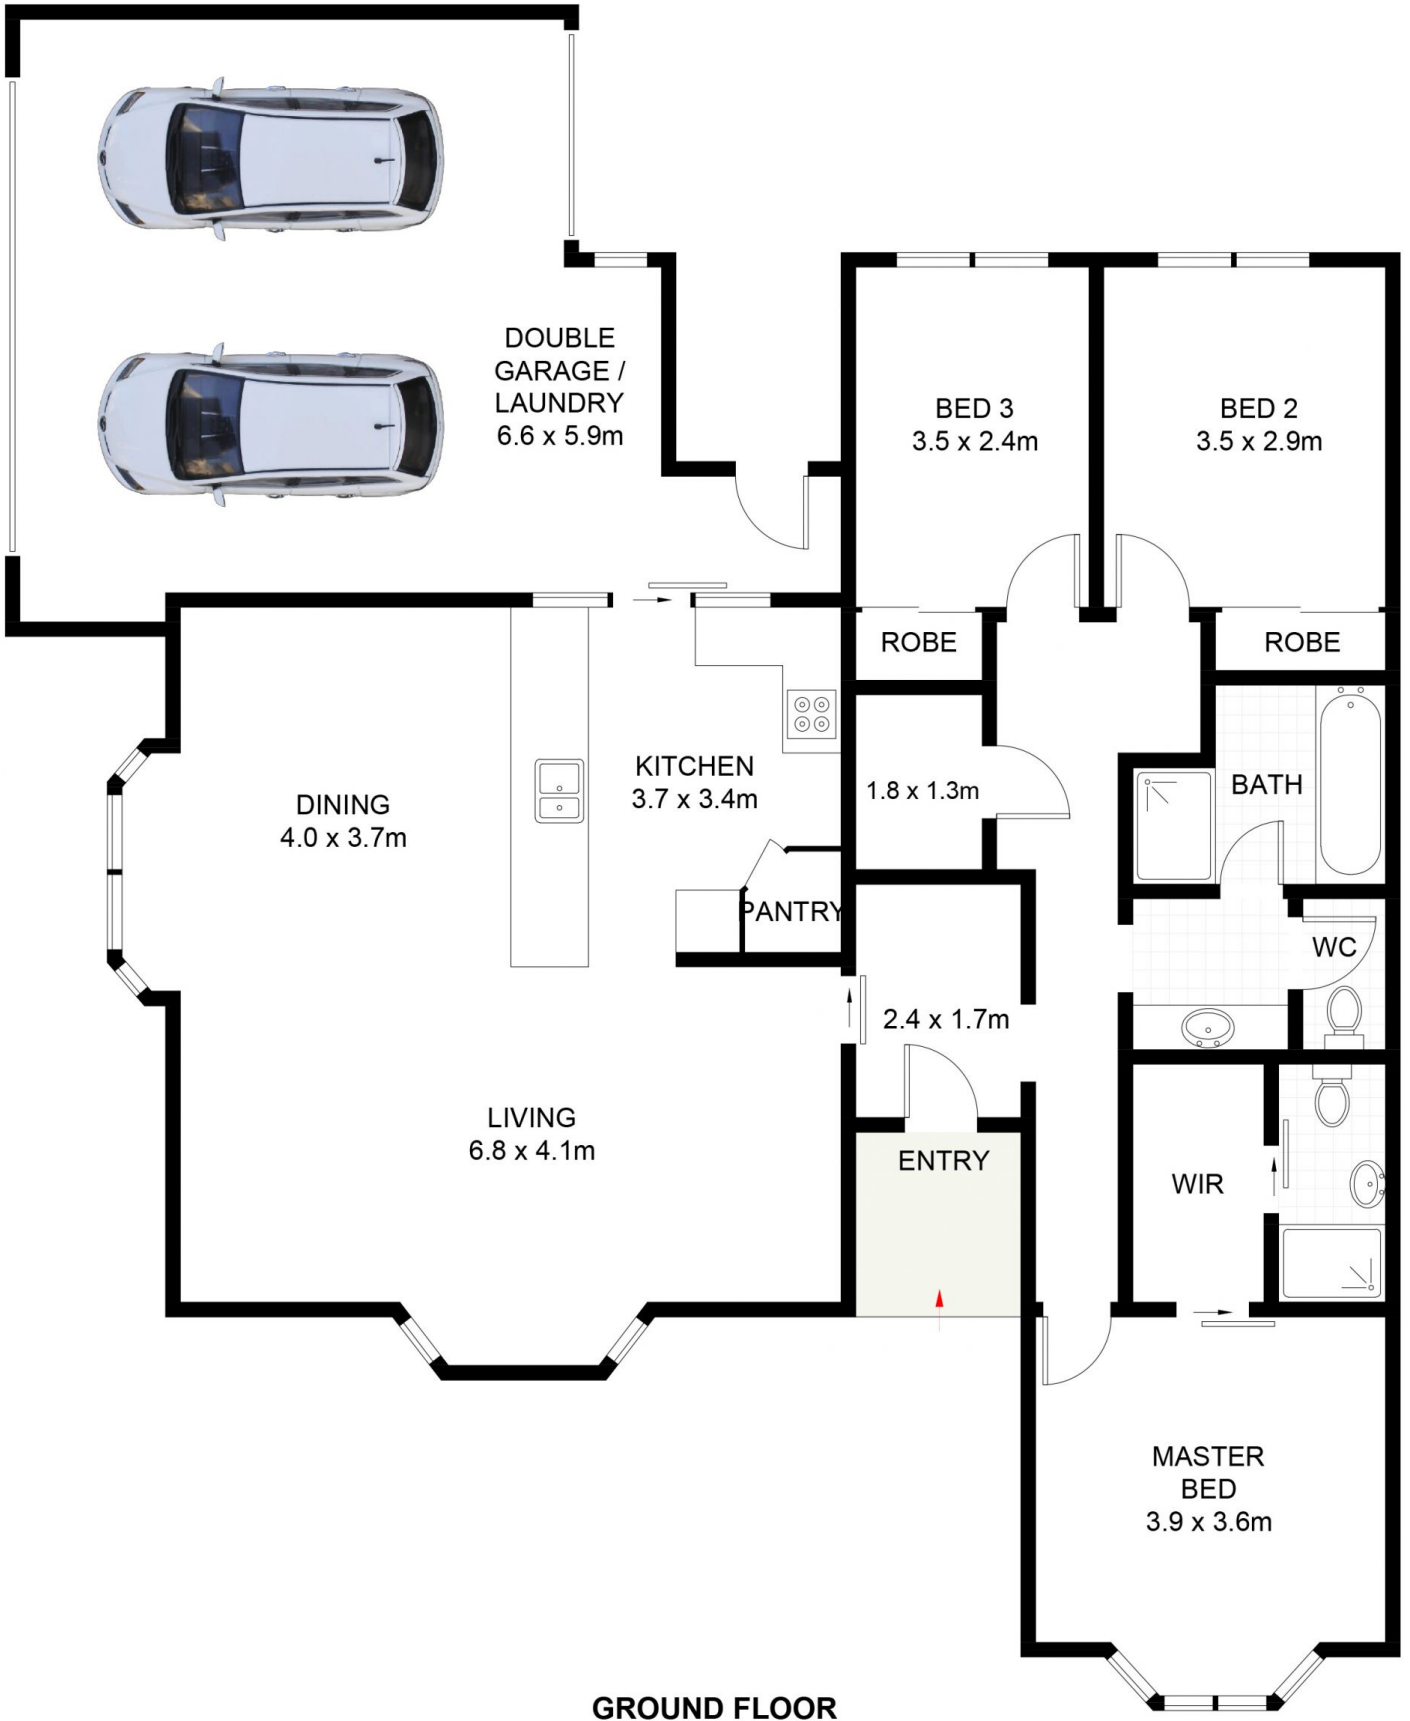 DOUBLE
GARAGE /
LAUNDRY
6.6 x 5.9m
BED 3
3.5 x 2.4m
BED 2
3.5 x 2.9m
ROBE
ROBE
KITCHEN
3.7 x 3.4m
DINING
4.0 x 3.7m
1.8 x 1.3m
BATH
PANTRY
WC
2.4 x 1.7m
LIVING
6.8 x 4.1m
ENTRY
WIR
MASTER
BED
3.9 x 3.6m
GROUND FLOOR